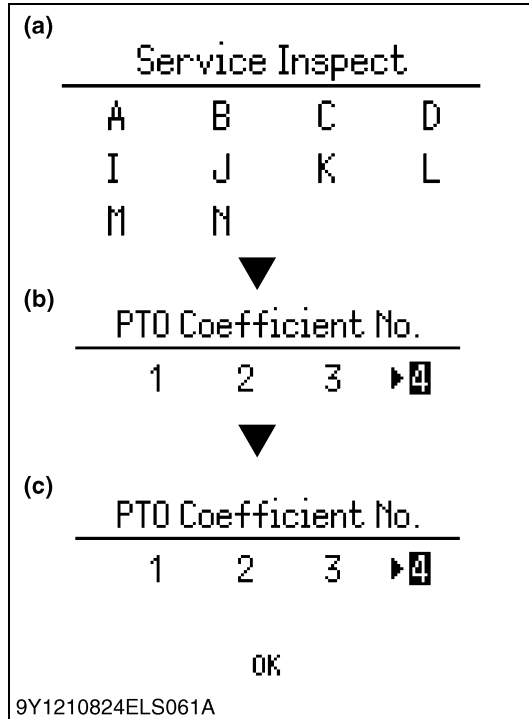 (a)
Service Inspect
A B C D
I J K L
M N
(b)
PTO Coefficient No.
1 2 3 4
(c)
PTO Coefficient No.
1 2 3 4
OK
9Y1210824ELS061A